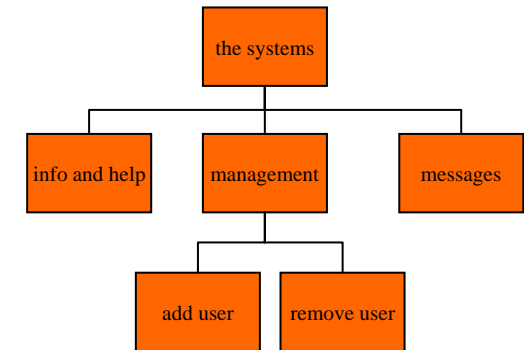 the systems
info and help
management
messages
add user
remove user